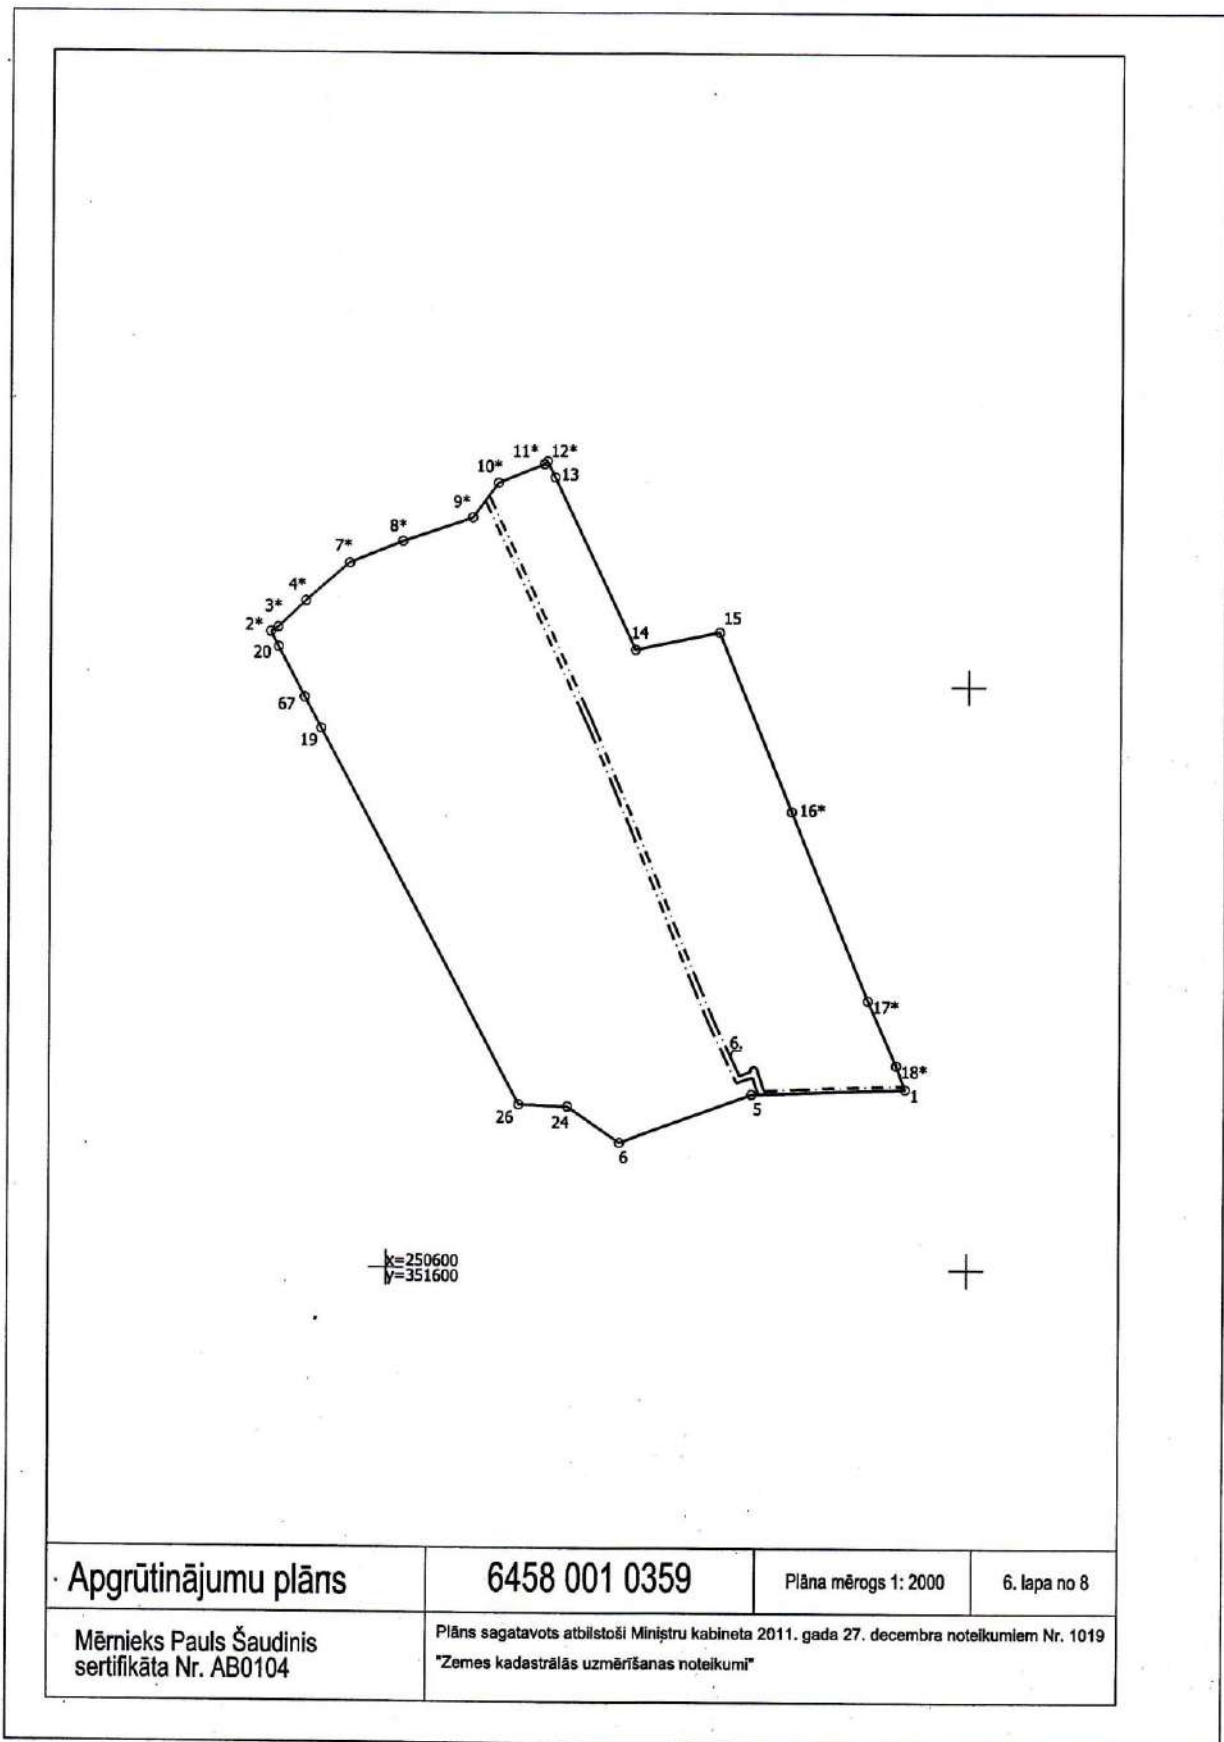 11*
12*
10*
13
9*
8*
7*
4*
3*
2*
20
15
14
67
19
16*
17*
6.
18*
1
5
26
24
6
x=250600
y=351600
Apgrūtinājumu plāns
6458 001 0359
Plāna mērogs 1: 2000
6. lapa no 8
Mērnieks Pauls Šaudinis
sertifikāta Nr. AB0104
Plāns sagatavots atbilstoši Ministru kabineta 2011. gada 27. decembra noteikumiem Nr. 1019
"Zemes kadastrālās uzmērīšanas noteikumi"